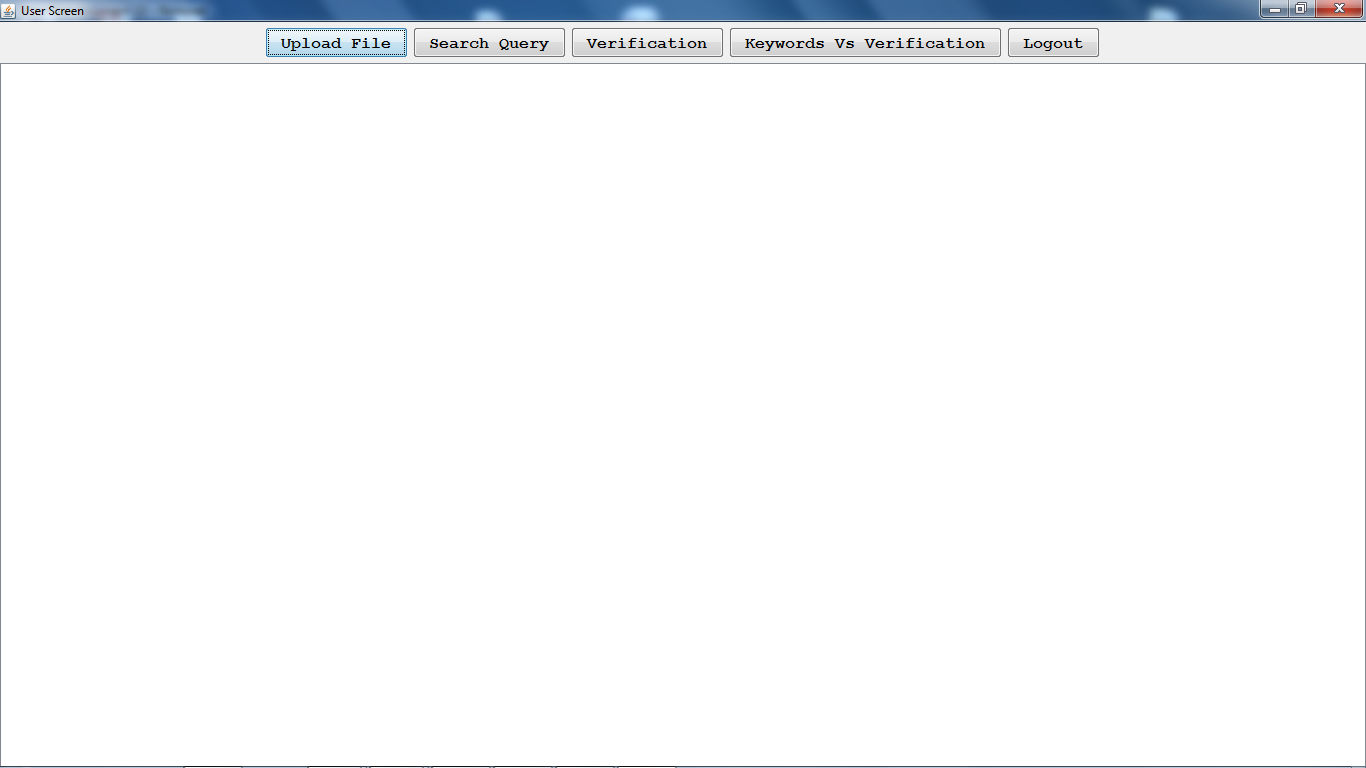 User Screen
Upload File Search Query Verification Keywords Vs Verification Logout